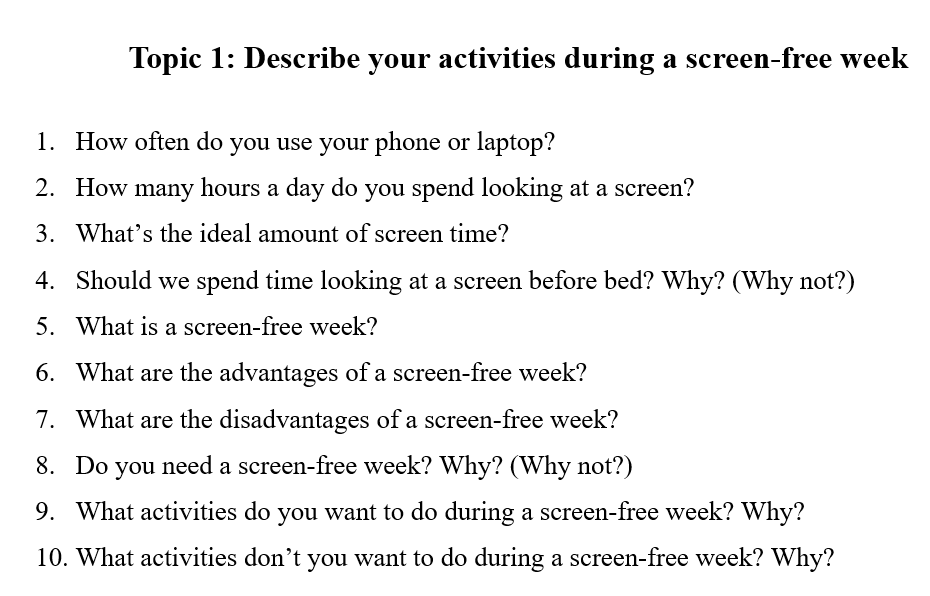 Topic 1: Describe your activities during a screen-free week
1. How often do you use your phone or laptop?
2. How many hours a day do you spend looking at a screen?
3. What’s the ideal amount of screen time?
4. Should we spend time looking at a screen before bed? Why? (Why not?)
5. What is a screen-free week?
6. What are the advantages of a screen-free week?
7. What are the disadvantages of a screen-free week?
8. Do you need a screen-free week? Why? (Why not?)
9. What activities do you want to do during a screen-free week? Why?
10. What activities don’t you want to do during a screen-free week? Why?